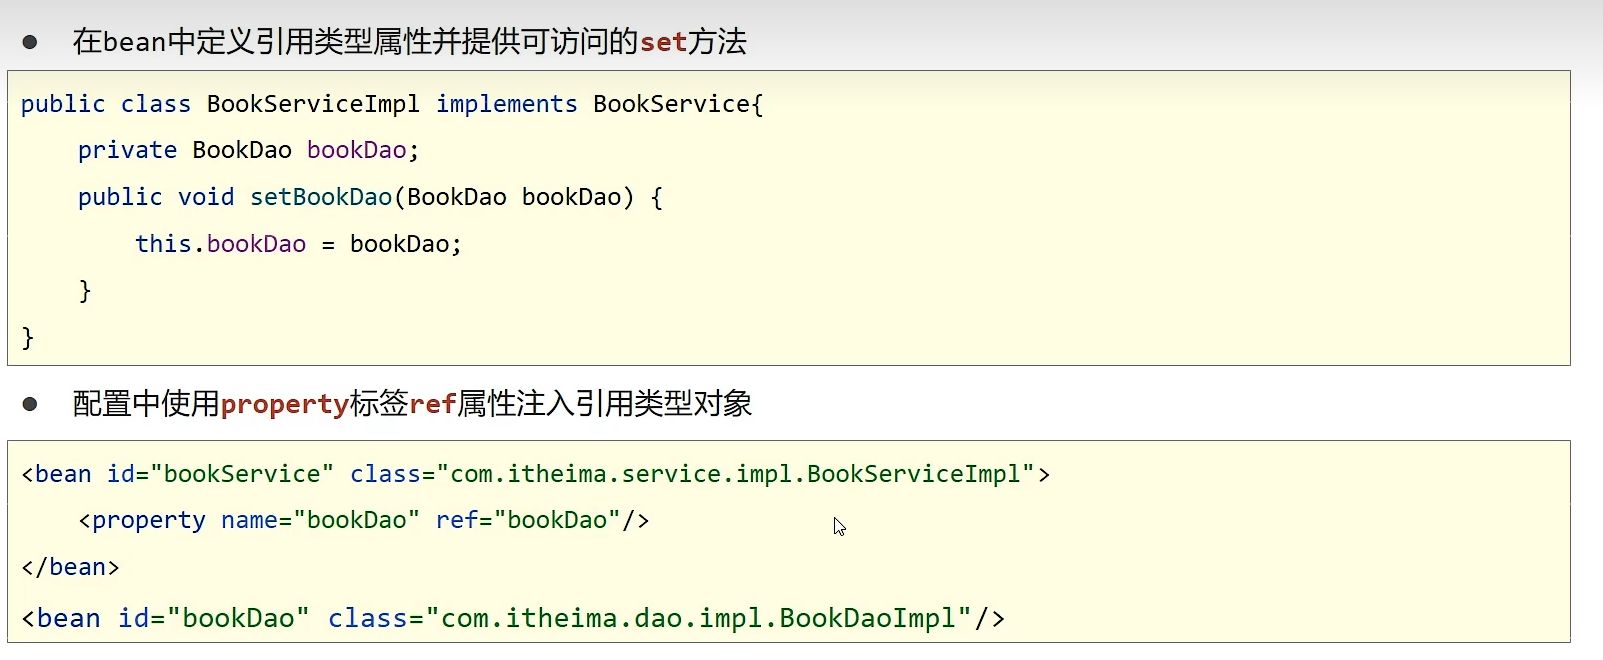 ● 在bean中定义引用类型属性并提供可访问的set方法
public class BookServiceImpl implements BookService{
    private BookDao bookDao;
    public void setBookDao(BookDao bookDao) {
        this.bookDao = bookDao;
    }
}
● 配置中使用property标签ref属性注入引用类型对象
<bean id="bookService" class="com.itheima.service.impl.BookServiceImpl">
    <property name="bookDao" ref="bookDao"/>
</bean>
<bean id="bookDao" class="com.itheima.dao.impl.BookDaoImpl"/>